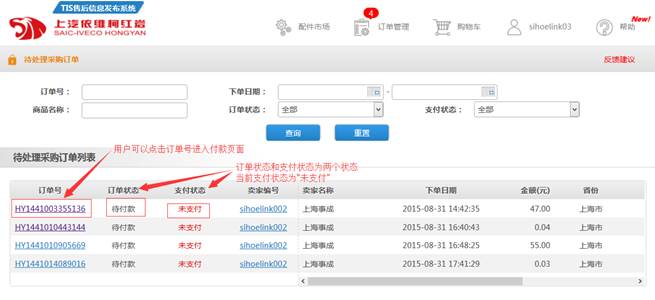 TIS售后信息发布系统
上汽依维柯红岩
SAIC-IVECO HONGYAN
配件市场
4
订单管理
购物车
sihoelink03
帮助
New!
待处理采购订单
反馈建议
订单号：
下单日期：
-
商品名称：
订单状态：
全部
支付状态：
全部
查询
重置
用户可以点击订单号进入付款页面
待处理采购订单列表
订单状态和支付状态为两个状态
当前支付状态为“未支付”
订单号 订单状态 支付状态 卖家编号 卖家名称 下单日期 金额(元) 省份
HY1441003355136 待付款 未支付 sihoelink002 上海事成 2015-08-31 14:42:35 47.00 上海市
HY1441010443144 待付款 未支付 sihoelink002 上海事成 2015-08-31 16:40:43 0.04 上海市
HY1441010905669 待付款 未支付 sihoelink002 上海事成 2015-08-31 16:48:25 55.00 上海市
HY1441014089016 待付款 未支付 sihoelink002 上海事成 2015-08-31 17:41:29 0.03 上海市